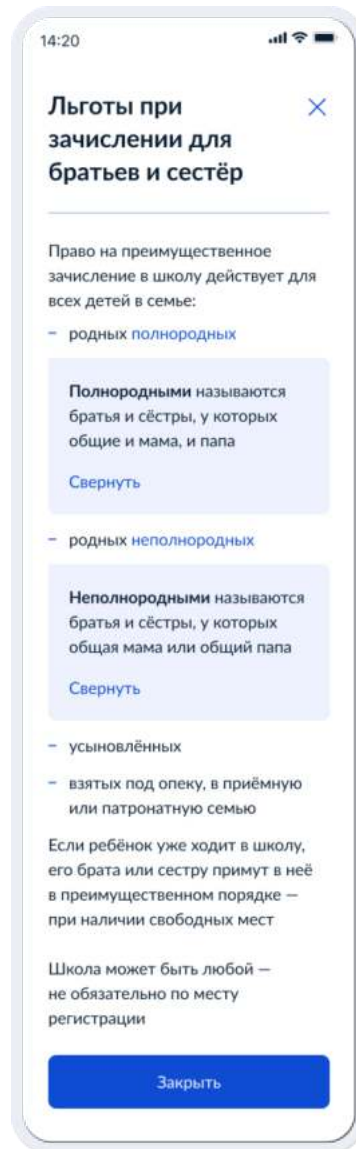 14:20
Льготы при
зачислении для
братьев и сестёр
Право на преимущественное
зачисление в школу действует для
всех детей в семье:
– родных полнородных
Полнородными называются
братья и сёстры, у которых
общие и мама, и папа
Свернуть
– родных неполнородных
Неполнородными называются
братья и сёстры, у которых
общая мама или общий папа
Свернуть
– усыновлённых
– взятых под опеку, в приёмную
или патронатную семью
Если ребёнок уже ходит в школу,
его брата или сестру примут в неё
в преимущественном порядке —
при наличии свободных мест
Школа может быть любой —
не обязательно по месту
регистрации
Закрыть